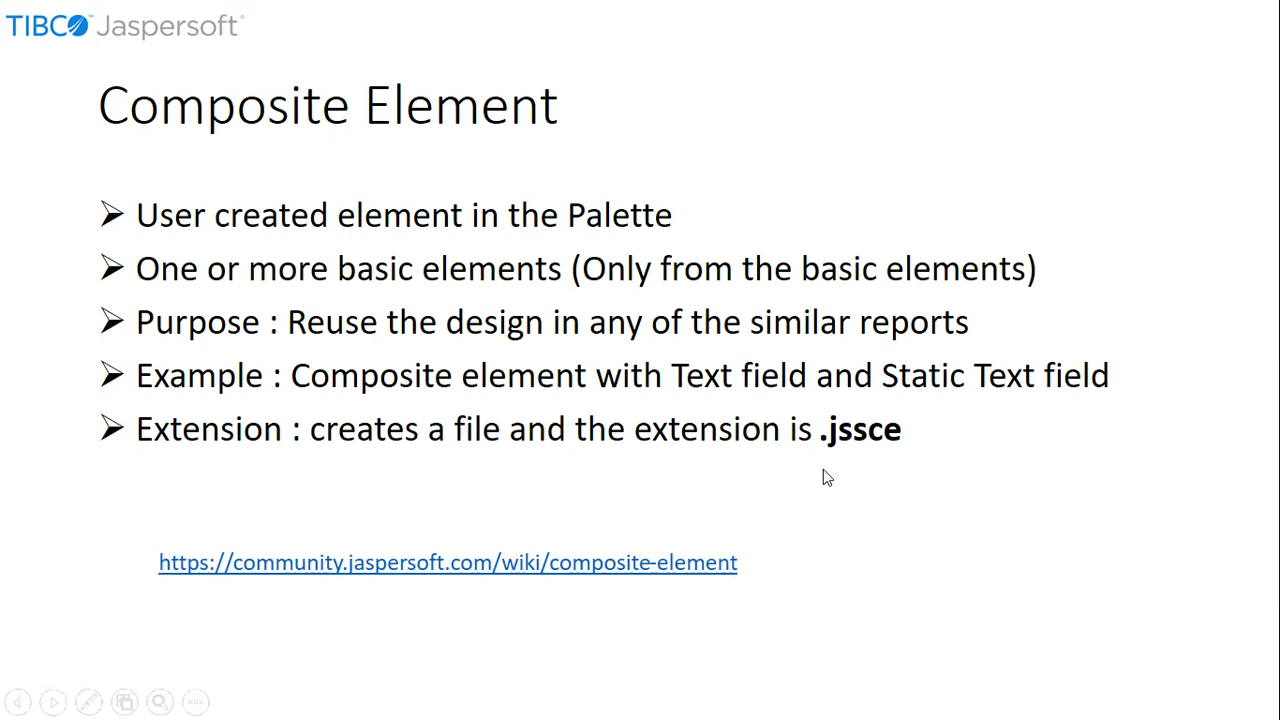 TIBCO Jaspersoft
Composite Element
➢ User created element in the Palette
➢ One or more basic elements (Only from the basic elements)
➢ Purpose : Reuse the design in any of the similar reports
➢ Example : Composite element with Text field and Static Text field
➢ Extension : creates a file and the extension is .jssce
https://community.jaspersoft.com/wiki/composite-element